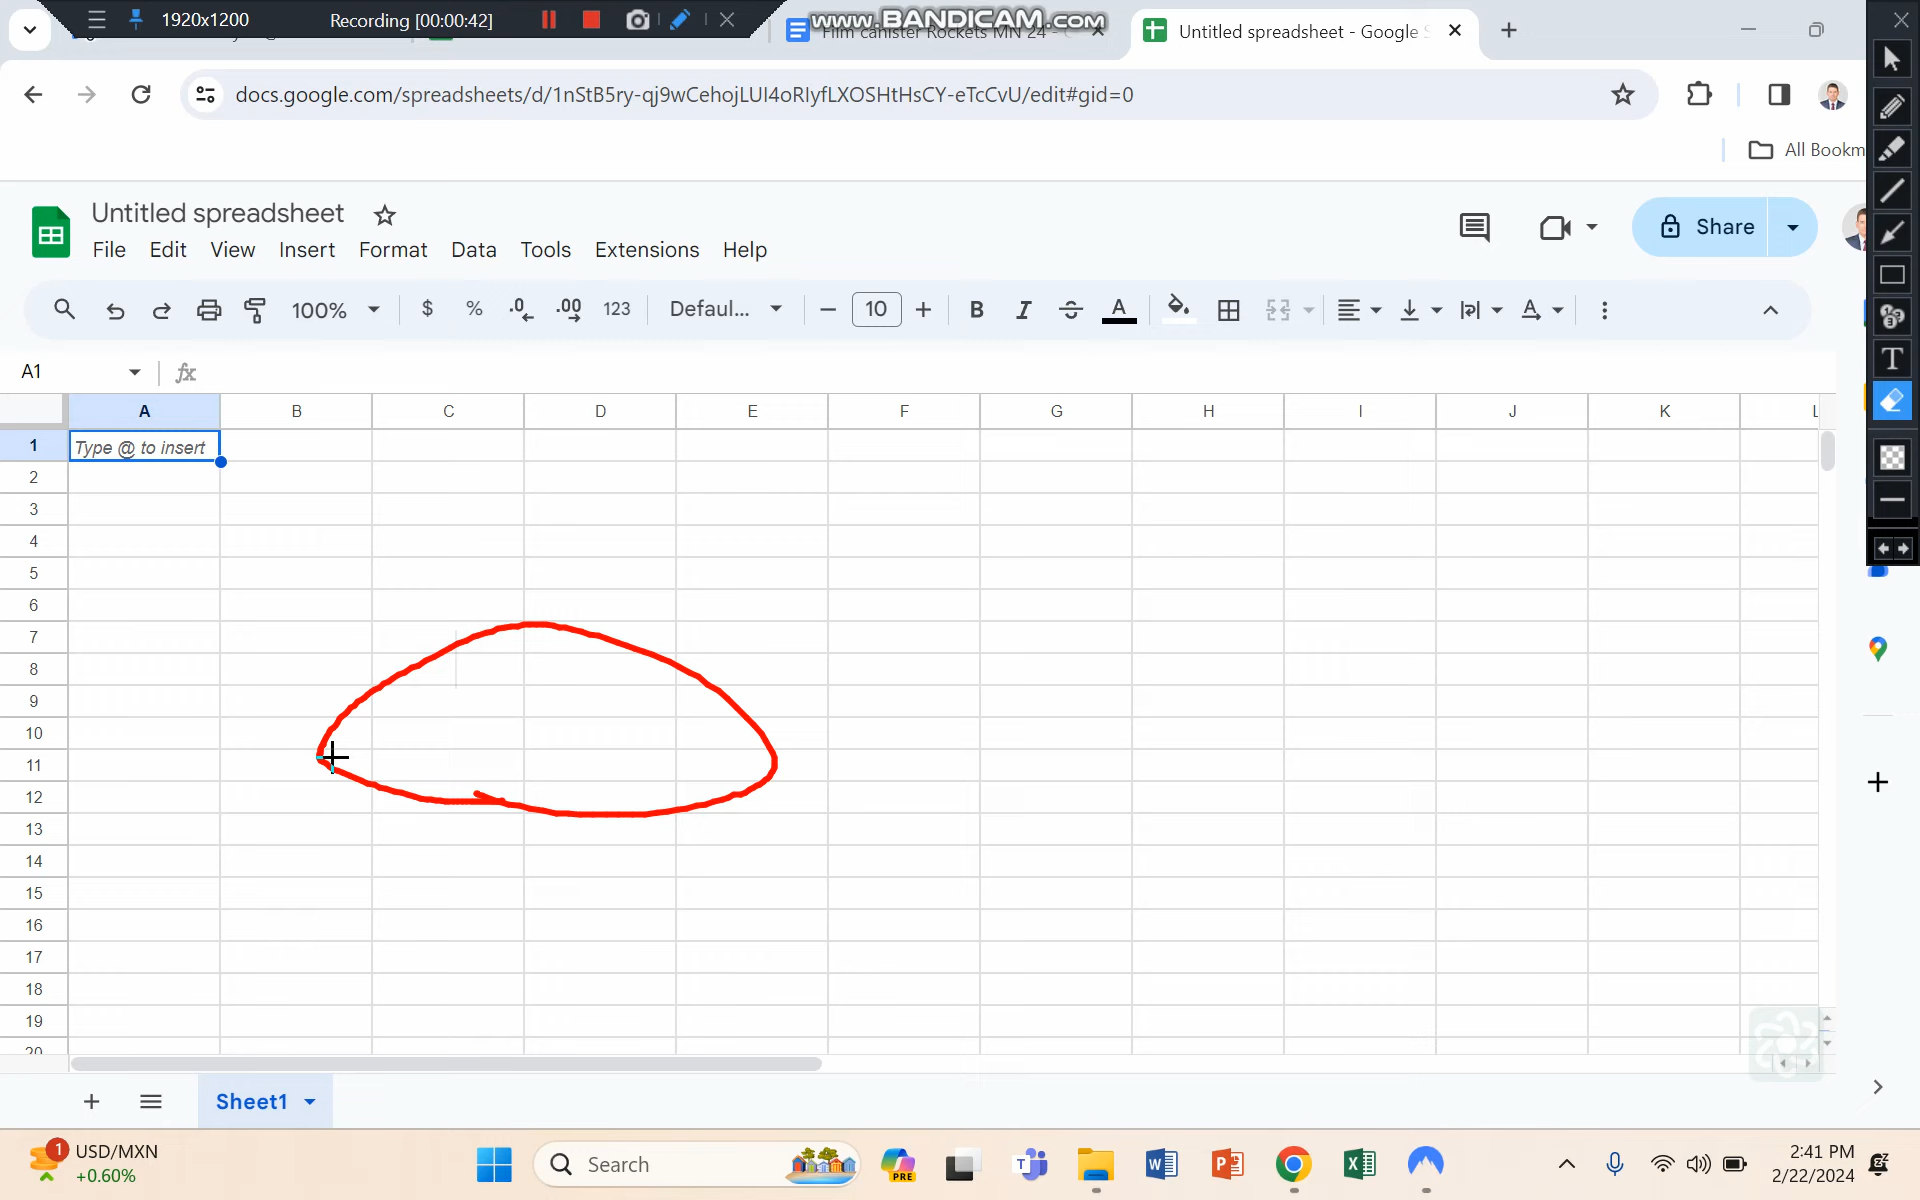 1920x1200
Recording [00:00:42]
www.BANDICAM.com
Film canister Rockets MN 24 -
Untitled spreadsheet - Google S
docs.google.com/spreadsheets/d/1nStB5ry-qj9wCehojLUI4oRIyfLXOSHtHsCY-eTcCvU/edit#gid=0
All Bookm
Untitled spreadsheet
File Edit View Insert Format Data Tools Extensions Help
Share
100% $ % .0 .00 123 Defaul... 10 B I A
A1 fx
A B C D E F G H I J K L
1 Type @ to insert
2
3
4
5
6
7
8
9
10
11
12
13
14
15
16
17
18
19
20
Sheet1
1 USD/MXN
+0.60%
Search
PRE
2:41 PM
2/22/2024